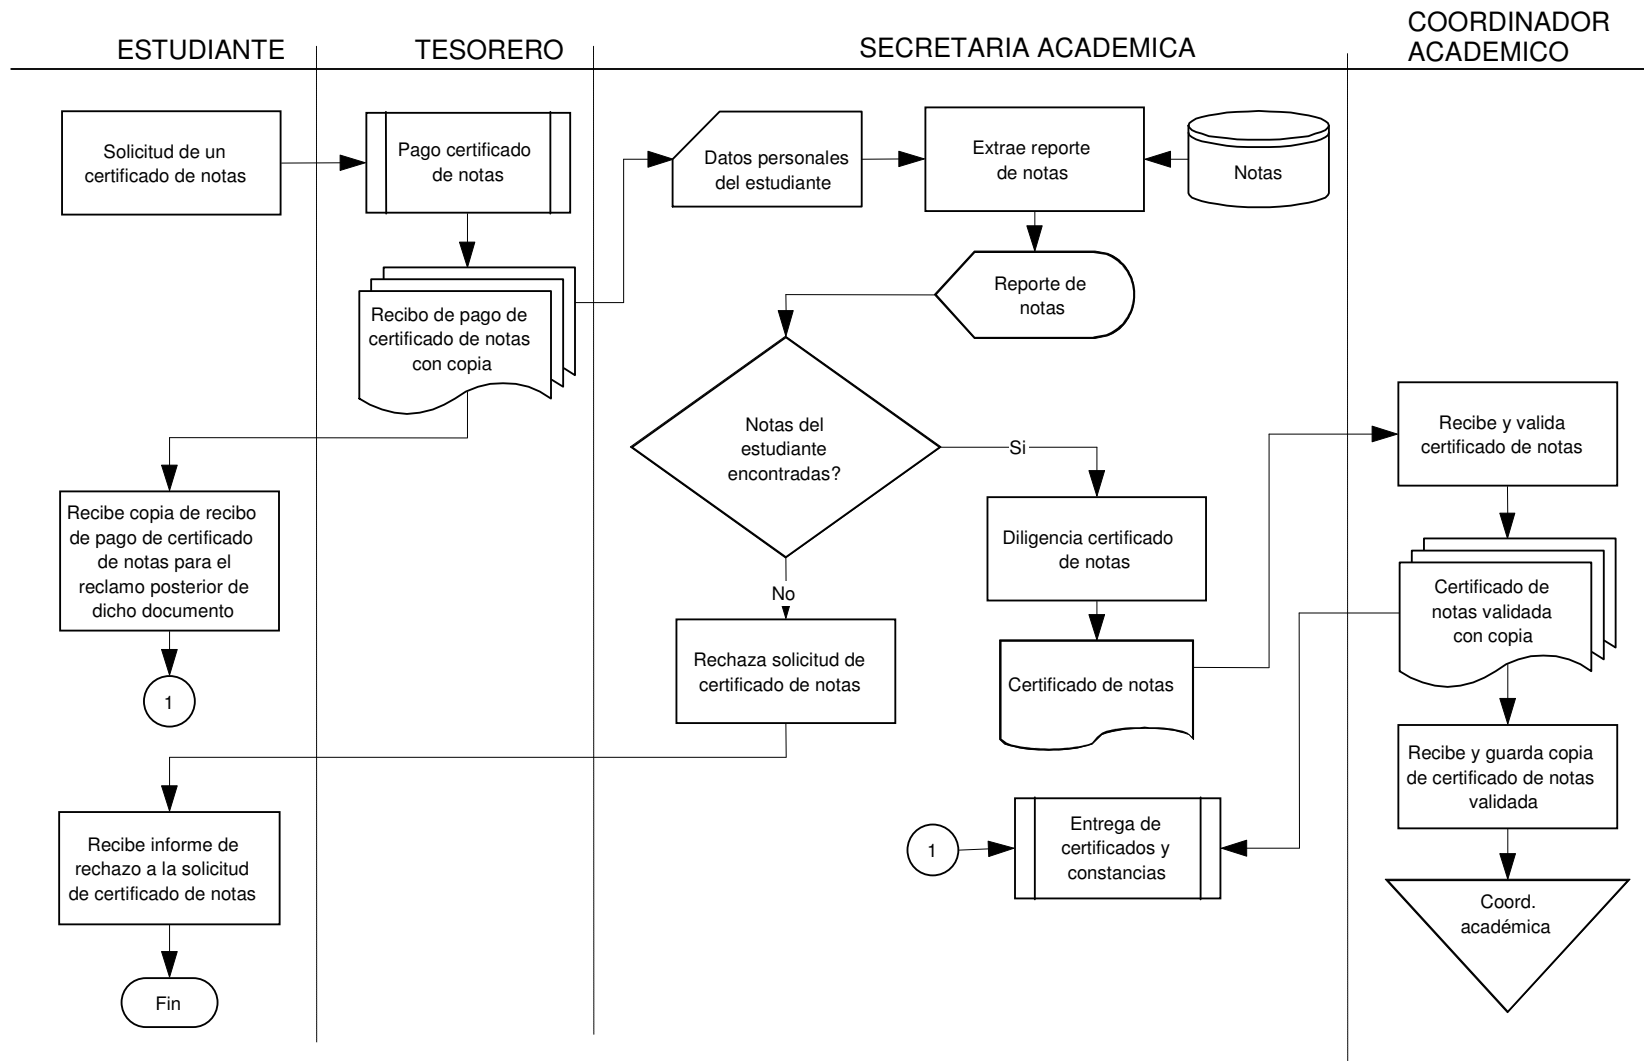 ESTUDIANTE
TESORERO
SECRETARIA ACADEMICA
COORDINADOR
ACADEMICO
Solicitud de un
certificado de notas
Pago certificado
de notas
Datos personales
del estudiante
Extrae reporte
de notas
Notas
Recibo de pago de
certificado de notas
con copia
Reporte de
notas
Notas del
estudiante
encontradas?
Si
No
Recibe y valida
certificado de notas
Recibe copia de recibo
de pago de certificado
de notas para el
reclamo posterior de
dicho documento
1
Diligencia certificado
de notas
Certificado de
notas validada
con copia
Rechaza solicitud de
certificado de notas
Certificado de notas
Recibe y guarda copia
de certificado de notas
validada
Recibe informe de
rechazo a la solicitud
de certificado de notas
1
Entrega de
certificados y
constancias
Coord.
académica
Fin